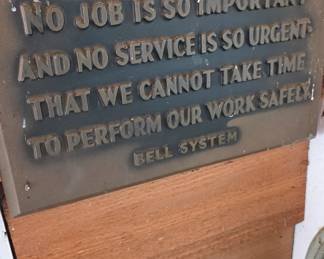 NO JOB IS SO IMPORTANT
AND NO SERVICE IS SO URGENT-
THAT WE CANNOT TAKE TIME
TO PERFORM OUR WORK SAFELY.
BELL SYSTEM